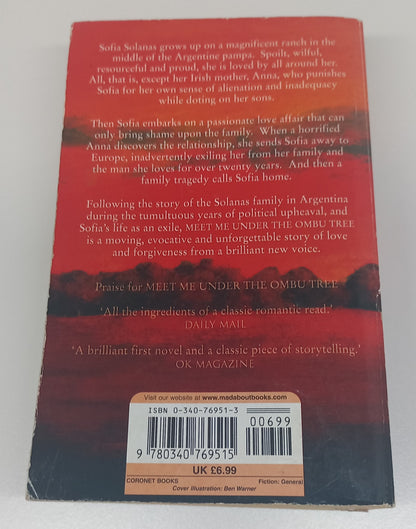 Sofia Solanas grows up on a magnificent ranch in the
middle of the Argentine pampa. Spoilt, wilful,
resourceful and proud, she is loved by all around her.
All, that is, except her Irish mother, Anna, who punishes
Sofia for her own sense of alienation and inadequacy
while doting on her sons.
Then Sofia embarks on a passionate love affair that can
only bring shame upon the family. When a horrified
Anna discovers the relationship, she sends Sofia away to
Europe, inadvertently exiling her from her family and
the man she loves for over twenty years. And then a
family tragedy calls Sofia home.
Following the story of the Solanas family in Argentina
during the tumultuous years of political upheaval, and
Sofia's life as an exile, MEET ME UNDER THE OMBU TREE
is a moving, evocative and unforgettable story of love
and forgiveness from a brilliant new voice.
Praise for MEET ME UNDER THE OMBU TREE
'All the ingredients of a classic romantic read.'
DAILY MAIL
'A brilliant first novel and a classic piece of storytelling.'
OK MAGAZINE
Visit our website at www.madaboutbooks.com
ISBN 0-340-76951-3
00699
9 780340 769515
UK £6.99
CORONET BOOKS Fiction: General
Cover Illustration: Ben Warner